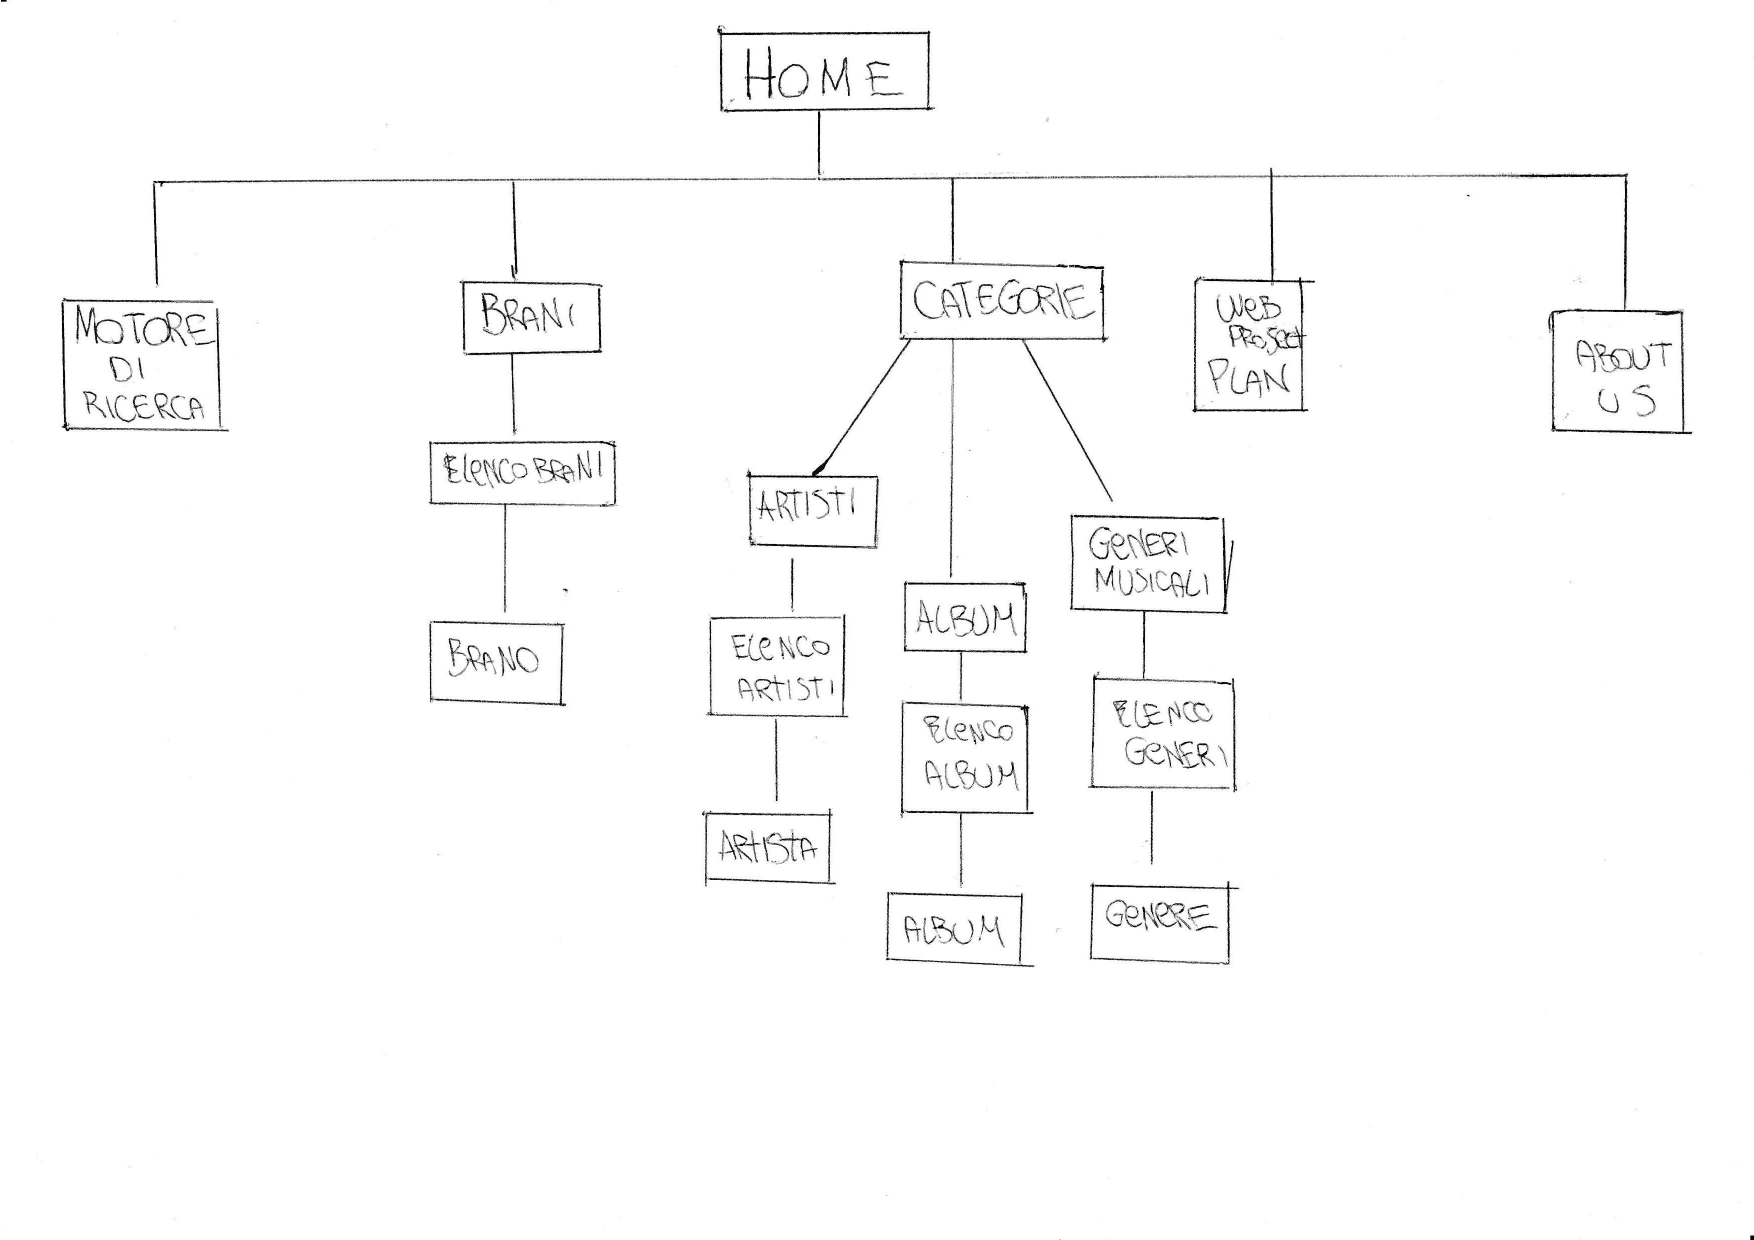 HOME
MOTORE
DI
RICERCA
BRANI
CATEGORIE
WEB
PROJECT
PLAN
ABOUT
US
ELENCO BRANI
BRANO
ARTISTI
ELENCO
ARTISTI
ARTISTA
ALBUM
ELENCO
ALBUM
ALBUM
GENERI
MUSICALI
ELENCO
GENERI
GENERE